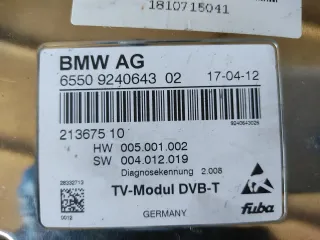 1810715041
BMW AG
6550 9240643 02 17-04-12
9240643026
213675 10
HW 005.001.002
SW 004.012.019
Diagnosekennung 2.008
TV-Modul DVB-T
GERMANY
fuba